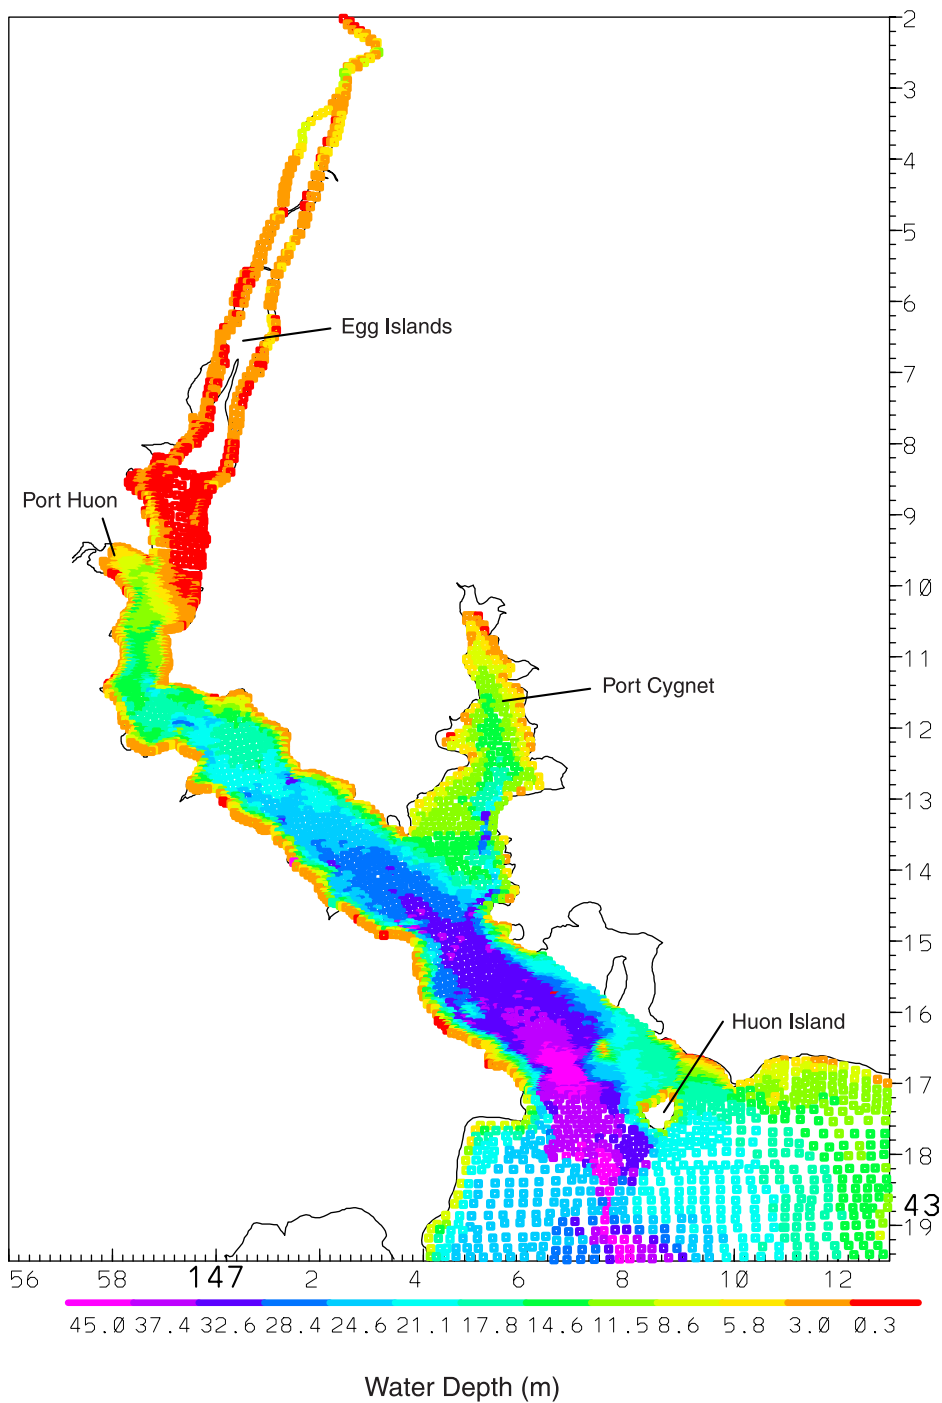 2
3
4
5
6
Egg Islands
7
8
Port Huon
9
10
11
Port Cygnet
12
13
14
15
16
Huon Island
17
18
43
19
56 58 147 2 4 6 8 10 12
45.0 37.4 32.6 28.4 24.6 21.1 17.8 14.6 11.5 8.6 5.8 3.0 0.3
Water Depth (m)